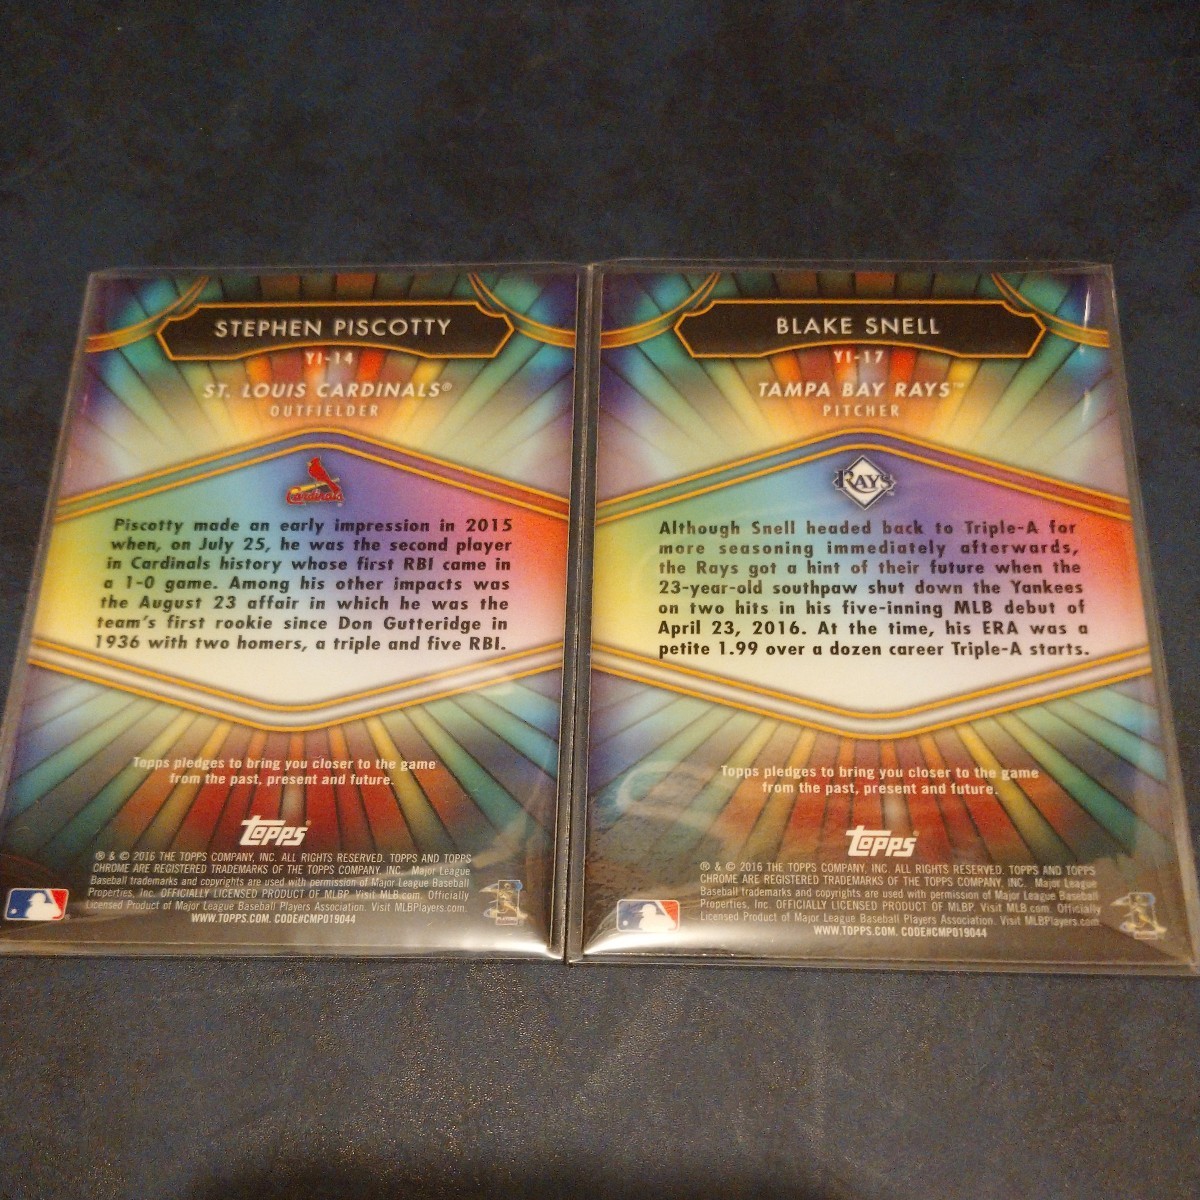 STEPHEN PISCOTTY
YI-14
ST. LOUIS CARDINALS®
OUTFIELDER
Cardinals
Piscotty made an early impression in 2015
when, on July 25, he was the second player
in Cardinals history whose first RBI came in
a 1-0 game. Among his other impacts was
the August 23 affair in which he was the
team's first rookie since Don Gutteridge in
1936 with two homers, a triple and five RBI.
Topps pledges to bring you closer to the game
from the past, present and future.
topps®
® & © 2016 THE TOPPS COMPANY, INC. ALL RIGHTS RESERVED. TOPPS AND TOPPS
CHROME ARE REGISTERED TRADEMARKS OF THE TOPPS COMPANY, INC. Major League
Baseball trademarks and copyrights are used with permission of Major League Baseball
Properties, Inc. OFFICIALLY LICENSED PRODUCT OF MLBP. Visit MLB.com. Officially
Licensed Product of Major League Baseball Players Association. Visit MLBPlayers.com.
WWW.TOPPS.COM. CODE#CMP019044
BLAKE SNELL
YI-17
TAMPA BAY RAYS™
PITCHER
RAYS
Although Snell headed back to Triple-A for
more seasoning immediately afterwards,
the Rays got a hint of their future when the
23-year-old southpaw shut down the Yankees
on two hits in his five-inning MLB debut of
April 23, 2016. At the time, his ERA was a
petite 1.99 over a dozen career Triple-A starts.
Topps pledges to bring you closer to the game
from the past, present and future.
topps®
® & © 2016 THE TOPPS COMPANY, INC. ALL RIGHTS RESERVED. TOPPS AND TOPPS
CHROME ARE REGISTERED TRADEMARKS OF THE TOPPS COMPANY, INC. Major League
Baseball trademarks and copyrights are used with permission of Major League Baseball
Properties, Inc. OFFICIALLY LICENSED PRODUCT OF MLBP. Visit MLB.com. Officially
Licensed Product of Major League Baseball Players Association. Visit MLBPlayers.com.
WWW.TOPPS.COM. CODE#CMP019044